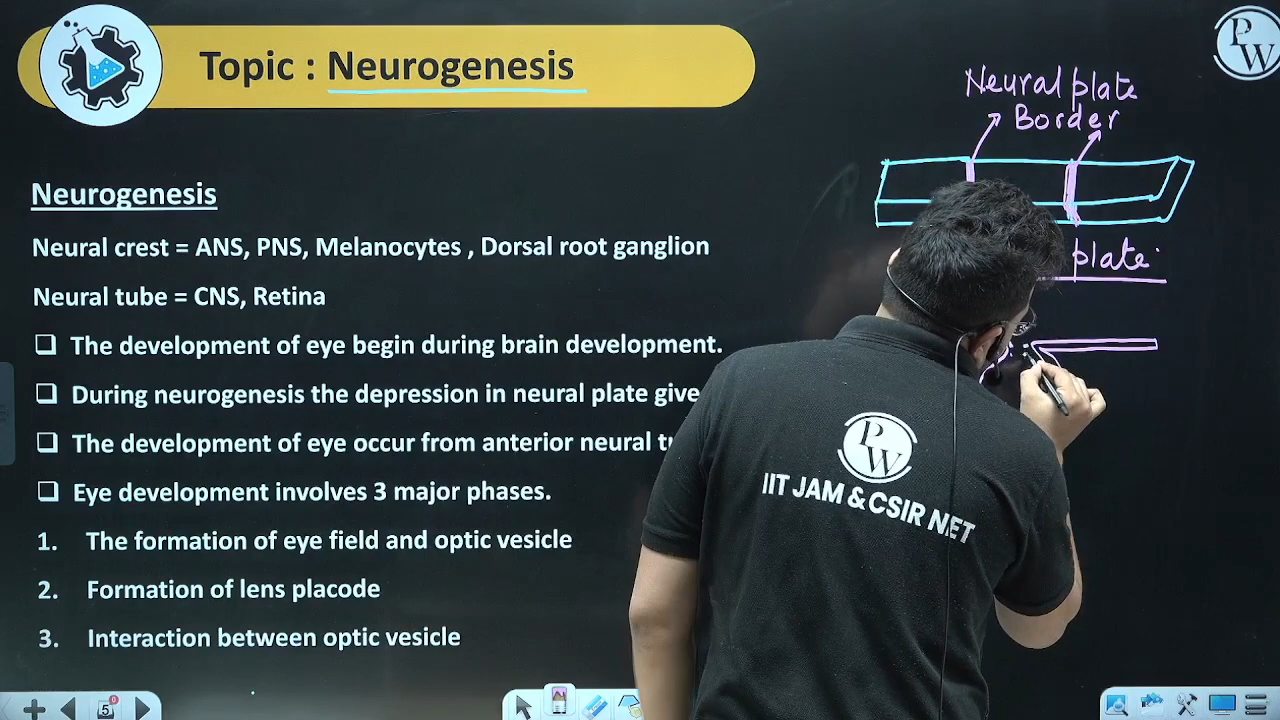 Topic : Neurogenesis
PW
Neural plate
Border
Neurogenesis
Neural crest = ANS, PNS, Melanocytes , Dorsal root ganglion
plate.
Neural tube = CNS, Retina
❑ The development of eye begin during brain development.
❑ During neurogenesis the depression in neural plate give
❑ The development of eye occur from anterior neural
❑ Eye development involves 3 major phases.
1. The formation of eye field and optic vesicle
2. Formation of lens placode
3. Interaction between optic vesicle
PW
IIT JAM & CSIR NET
5